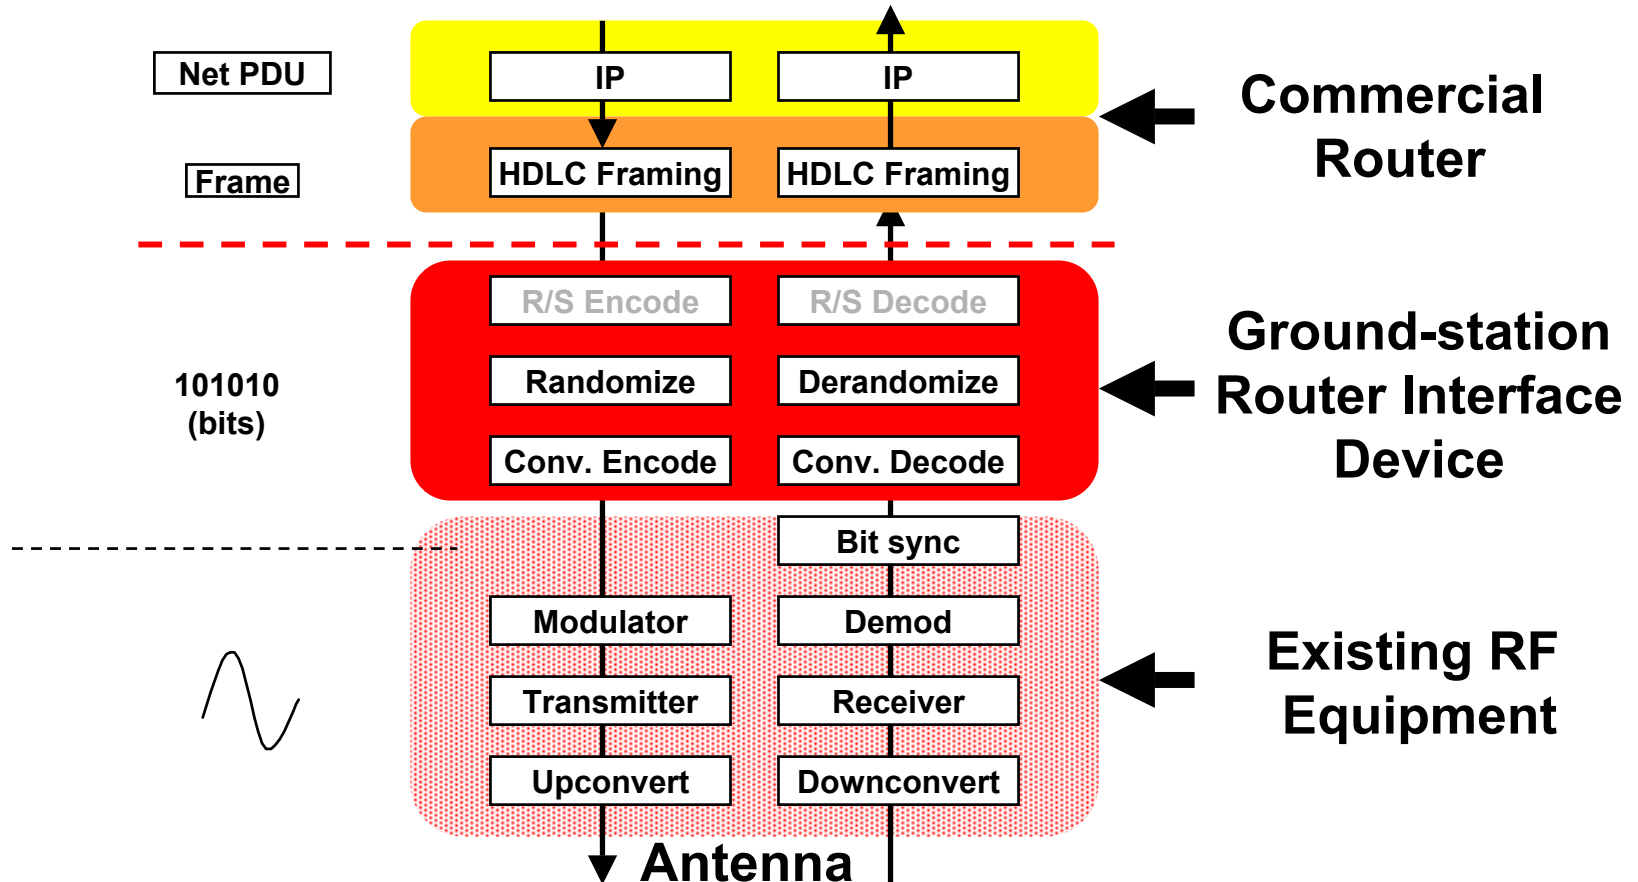 Net PDU
IP
IP
Commercial
Router
Frame
HDLC Framing
HDLC Framing
R/S Encode
R/S Decode
Ground-station
Router Interface
Device
101010
(bits)
Randomize
Derandomize
Conv. Encode
Conv. Decode
Bit sync
Modulator
Demod
Existing RF
Equipment
Transmitter
Receiver
Upconvert
Downconvert
Antenna